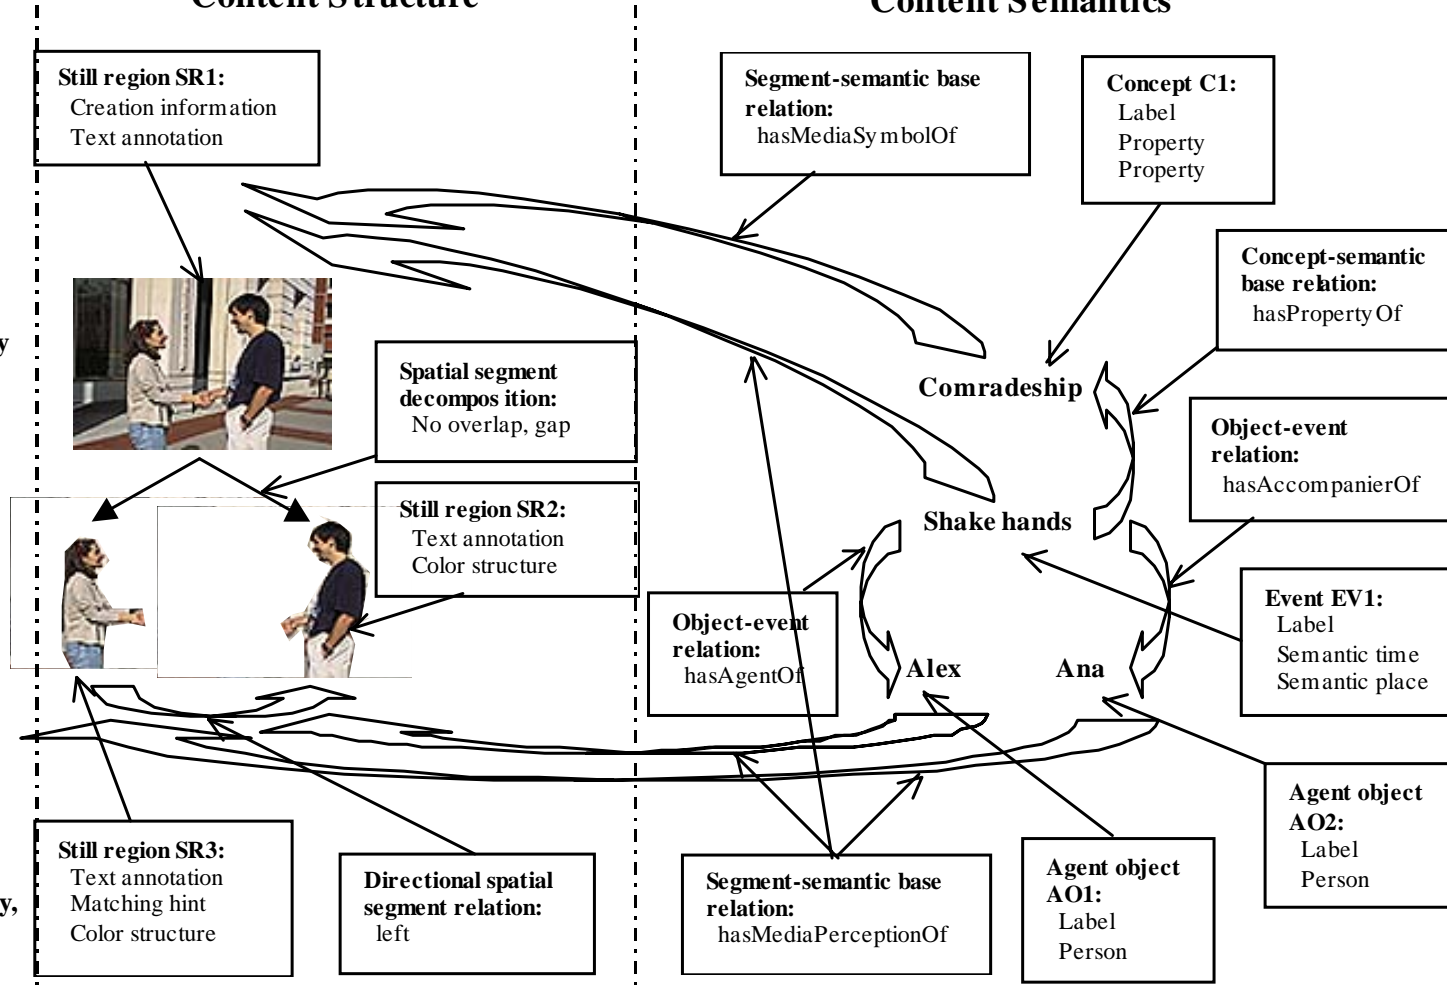 Content Structure
Content Semantics
Still region SR1:
Creation information
Text annotation
Segment-semantic base
relation:
hasMediaSymbolOf
Concept C1:
Label
Property
Property
Concept-semantic
base relation:
hasPropertyOf
y
Spatial segment
decomposition:
No overlap, gap
Comradeship
Object-event
relation:
hasAccompanierOf
Still region SR2:
Text annotation
Color structure
Shake hands
Event EV1:
Label
Semantic time
Semantic place
Object-event
relation:
hasAgentOf
Alex
Ana
Agent object
AO2:
Label
Person
Still region SR3:
Text annotation
Matching hint
Color structure
y,
Directional spatial
segment relation:
left
Segment-semantic base
relation:
hasMediaPerceptionOf
Agent object
AO1:
Label
Person